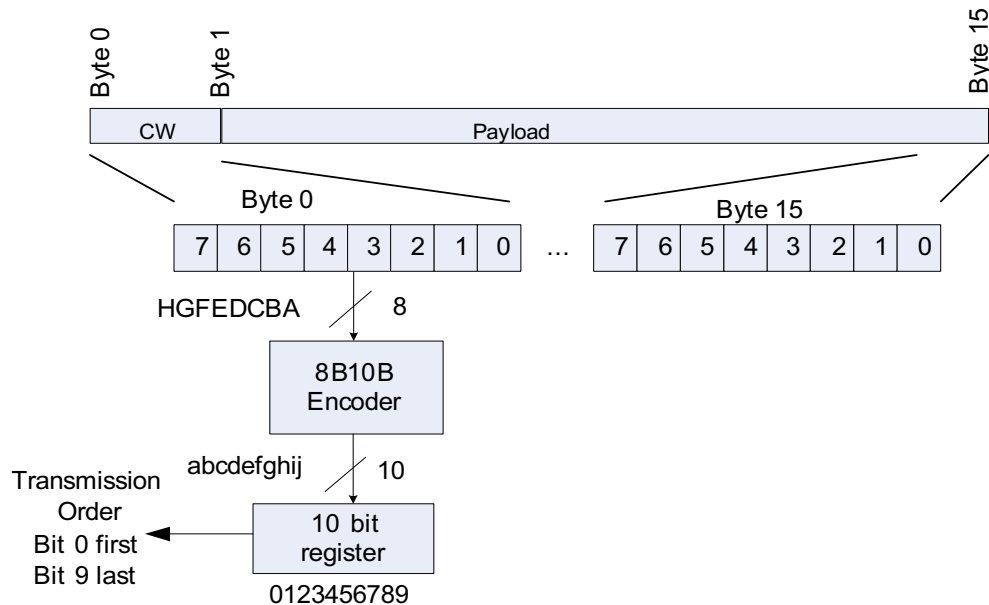 Byte 0
Byte 1
Byte 15
CW
Payload
Byte 0
Byte 15
7 6 5 4 3 2 1 0 ... 7 6 5 4 3 2 1 0
HGFEDCBA 8
8B10B
Encoder
abcdefghij 10
Transmission
Order
Bit 0 first
Bit 9 last
10 bit
register
0123456789